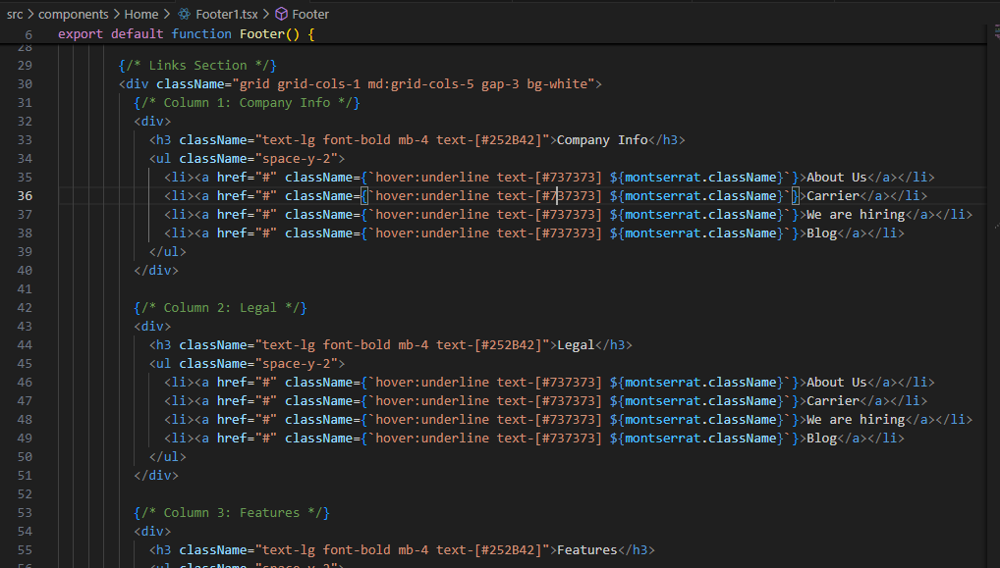 src > components > Home > Footer1.tsx > Footer
6 export default function Footer() {
28
29 {/* Links Section */}
30 <div className="grid grid-cols-1 md:grid-cols-5 gap-3 bg-white">
31 {/* Column 1: Company Info */}
32 <div>
33 <h3 className="text-lg font-bold mb-4 text-[#252B42]">Company Info</h3>
34 <ul className="space-y-2">
35 <li><a href="#" className={`hover:underline text-[#737373] ${montserrat.className}`}>About Us</a></li>
36 <li><a href="#" className={`hover:underline text-[#737373] ${montserrat.className}`}>Carrier</a></li>
37 <li><a href="#" className={`hover:underline text-[#737373] ${montserrat.className}`}>We are hiring</a></li>
38 <li><a href="#" className={`hover:underline text-[#737373] ${montserrat.className}`}>Blog</a></li>
39 </ul>
40 </div>
41
42 {/* Column 2: Legal */}
43 <div>
44 <h3 className="text-lg font-bold mb-4 text-[#252B42]">Legal</h3>
45 <ul className="space-y-2">
46 <li><a href="#" className={`hover:underline text-[#737373] ${montserrat.className}`}>About Us</a></li>
47 <li><a href="#" className={`hover:underline text-[#737373] ${montserrat.className}`}>Carrier</a></li>
48 <li><a href="#" className={`hover:underline text-[#737373] ${montserrat.className}`}>We are hiring</a></li>
49 <li><a href="#" className={`hover:underline text-[#737373] ${montserrat.className}`}>Blog</a></li>
50 </ul>
51 </div>
52
53 {/* Column 3: Features */}
54 <div>
55 <h3 className="text-lg font-bold mb-4 text-[#252B42]">Features</h3>
56 <ul className="space-y-2">